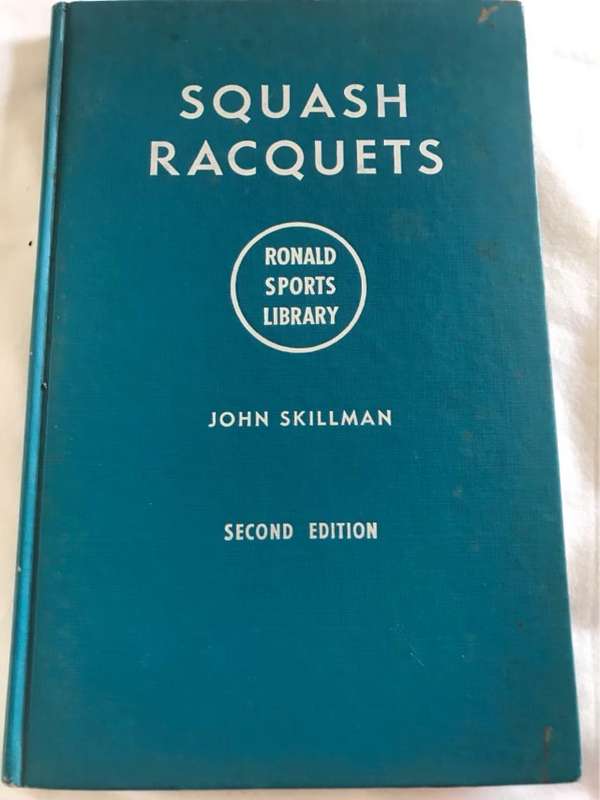 SQUASH
RACQUETS
RONALD
SPORTS
LIBRARY
JOHN SKILLMAN
SECOND EDITION